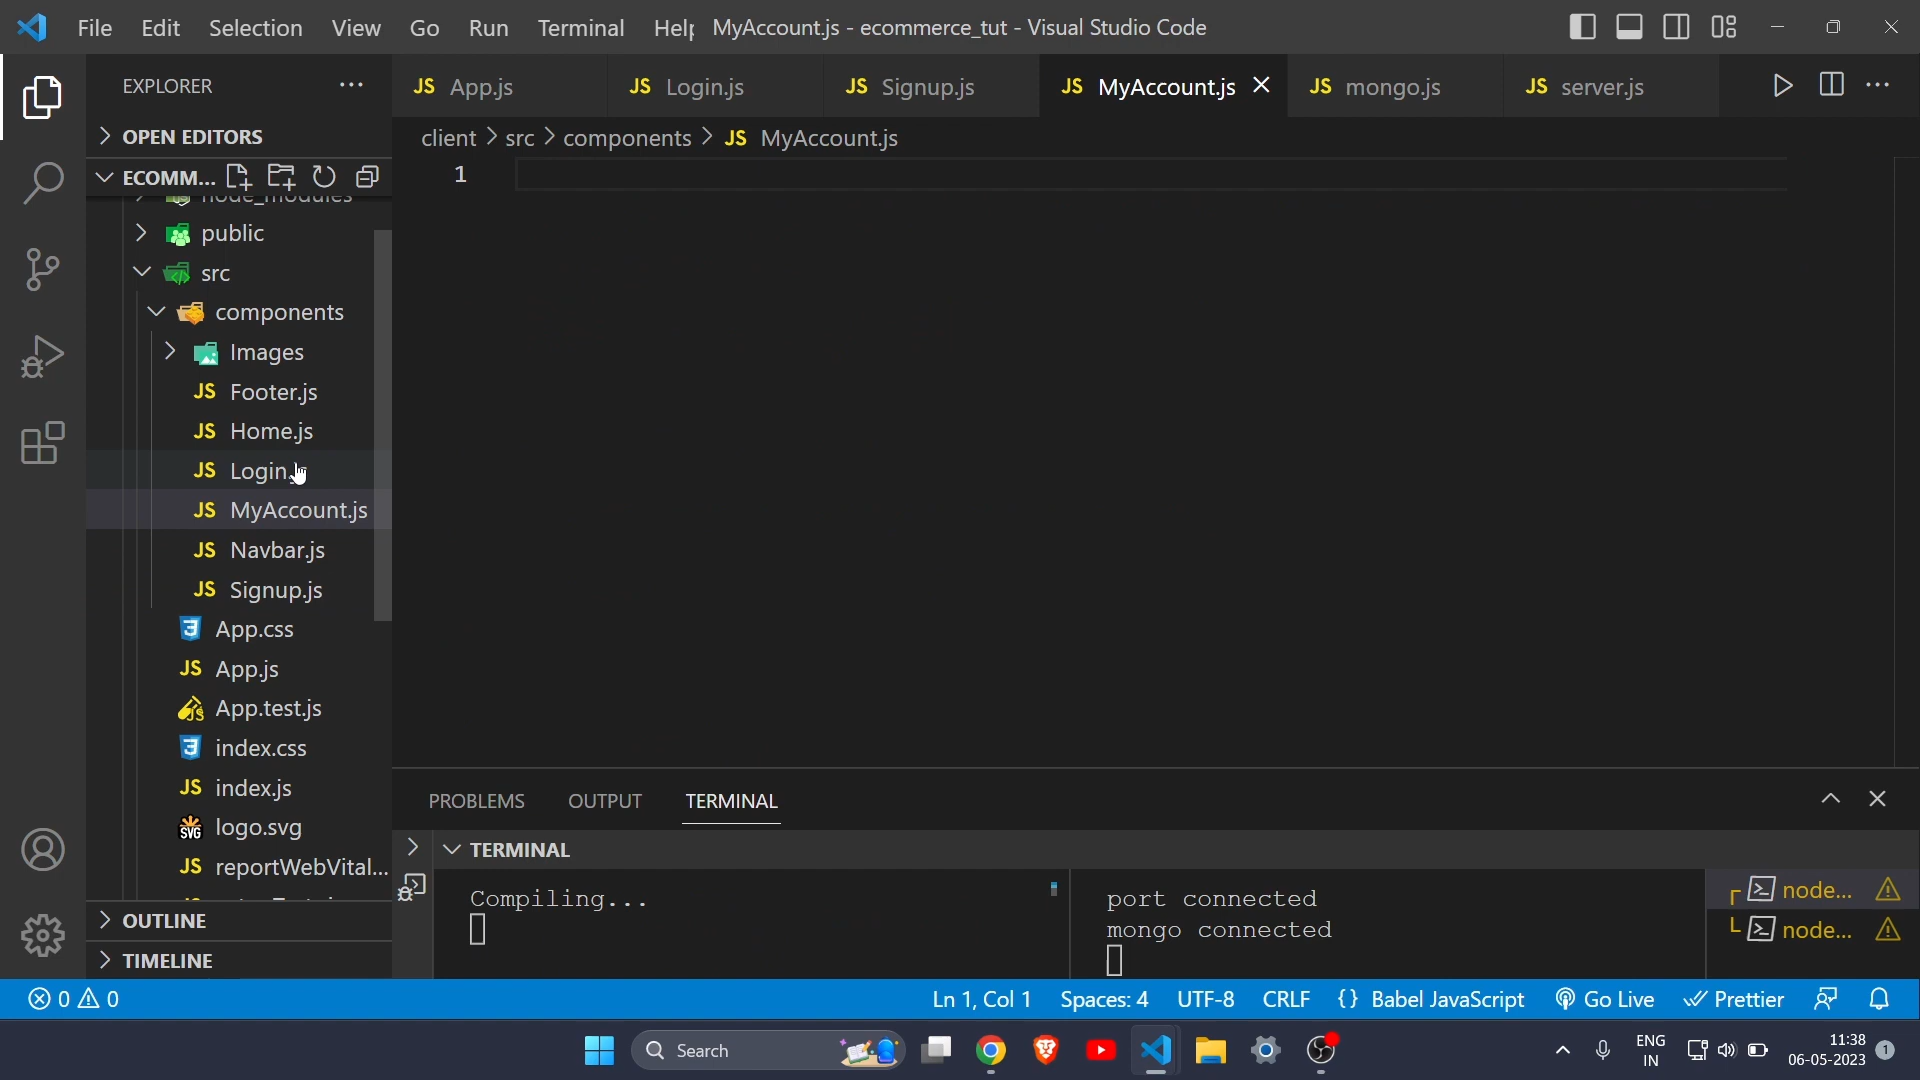 File Edit Selection View Go Run Terminal Help MyAccount.js - ecommerce_tut - Visual Studio Code
EXPLORER
JS App.js JS Login.js JS Signup.js JS MyAccount.js JS mongo.js JS server.js
OPEN EDITORS
client > src > components > JS MyAccount.js
ECOMM...
1
node_modules
public
src
components
Images
JS Footer.js
JS Home.js
JS Login.
JS MyAccount.js
JS Navbar.js
JS Signup.js
App.css
JS App.js
App.test.js
index.css
JS index.js
SVG logo.svg
JS reportWebVital...
OUTLINE
TIMELINE
PROBLEMS OUTPUT TERMINAL
TERMINAL
Compiling...
port connected
mongo connected
node...
node...
0 0 Ln 1, Col 1 Spaces: 4 UTF-8 CRLF {} Babel JavaScript Go Live Prettier
Search
ENG
IN
11:38
06-05-2023
1